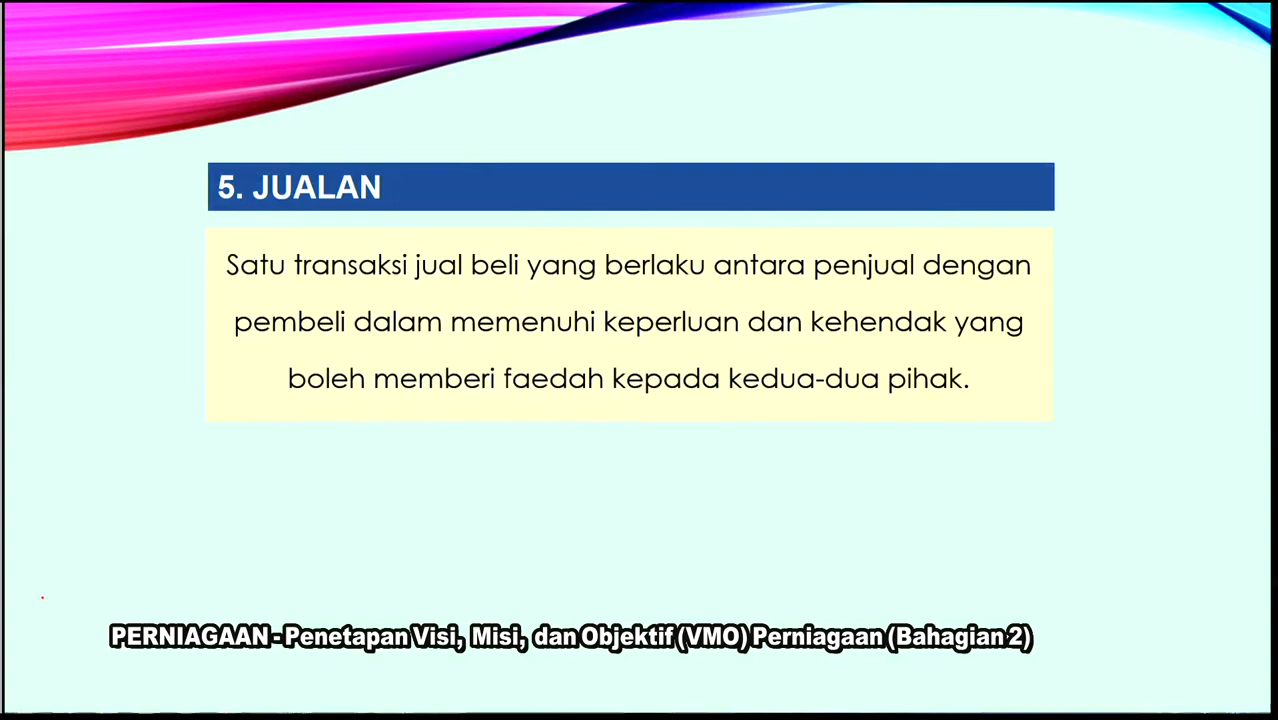 5. JUALAN
Satu transaksi jual beli yang berlaku antara penjual dengan
pembeli dalam memenuhi keperluan dan kehendak yang
boleh memberi faedah kepada kedua-dua pihak.
PERNIAGAAN - Penetapan Visi, Misi, dan Objektif (VMO) Perniagaan (Bahagian 2)